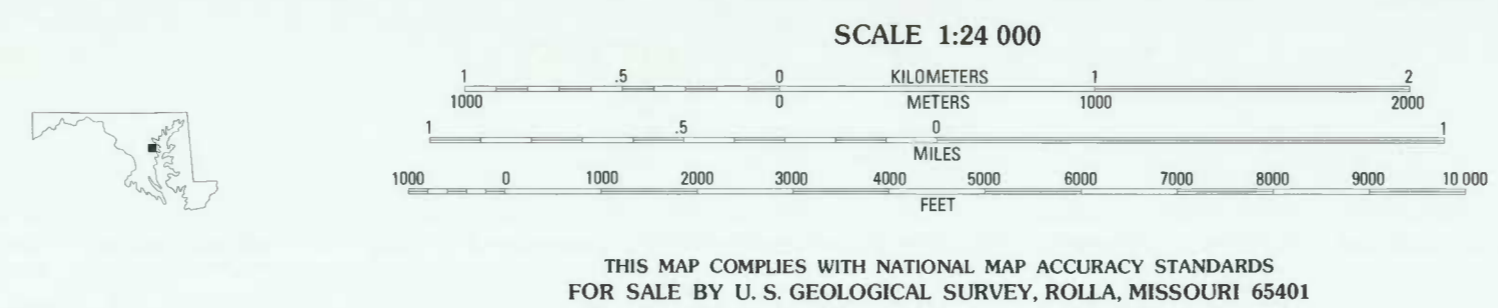 SCALE 1:24 000
1 .5 0 KILOMETERS 1 2
1000 0 METERS 1000 2000
1 .5 0 1
MILES
1000 0 1000 2000 3000 4000 5000 6000 7000 8000 9000 10 000
FEET
THIS MAP COMPLIES WITH NATIONAL MAP ACCURACY STANDARDS
FOR SALE BY U. S. GEOLOGICAL SURVEY, ROLLA, MISSOURI 65401